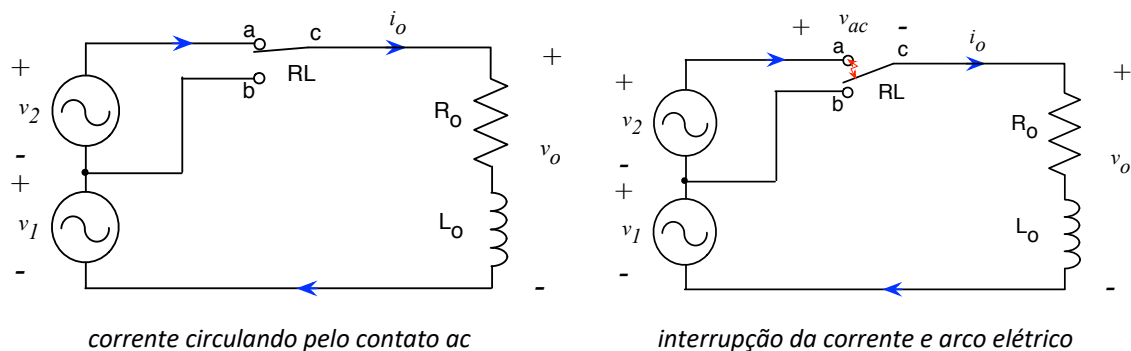 a
c
i_o
+
RL
b
+
v_2
-
+
v_1
-
R_o
v_o
L_o
-
corrente circulando pelo contato ac
+ v_ac -
a
c
i_o
+
RL
b
+
v_2
-
+
v_1
-
R_o
v_o
L_o
-
interrupção da corrente e arco elétrico